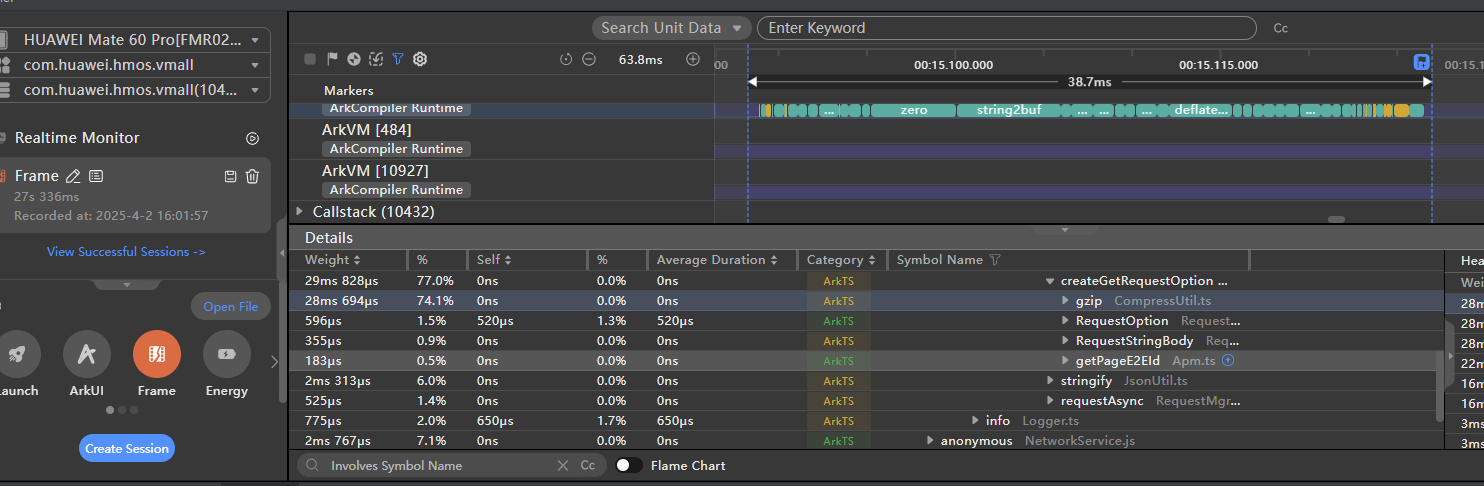 Search Unit Data
Enter Keyword
Cc
HUAWEI Mate 60 Pro[FMR02...
com.huawei.hmos.vmall
com.huawei.hmos.vmall(104...
63.8ms
00
00:15.100.000
00:15.115.000
00:15
38.7ms
Markers
ArkCompiler Runtime
zero
string2buf
...
...
...
deflate...
...
ArkVM [484]
ArkCompiler Runtime
ArkVM [10927]
ArkCompiler Runtime
Callstack (10432)
Realtime Monitor
Frame
27s 336ms
Recorded at: 2025-4-2 16:01:57
View Successful Sessions ->
Open File
ArkUI
Frame
Energy
Create Session
Details
Weight % Self % Average Duration Category Symbol Name
29ms 828μs 77.0% 0ns 0.0% 0ns ArkTS createGetRequestOption ...
28ms 694μs 74.1% 0ns 0.0% 0ns ArkTS gzip CompressUtil.ts
596μs 1.5% 520μs 1.3% 520μs ArkTS RequestOption Request...
355μs 0.9% 0ns 0.0% 0ns ArkTS RequestStringBody Req...
183μs 0.5% 0ns 0.0% 0ns ArkTS getPageE2EId Apm.ts
2ms 313μs 6.0% 0ns 0.0% 0ns ArkTS stringify JsonUtil.ts
525μs 1.4% 0ns 0.0% 0ns ArkTS requestAsync RequestMgr...
775μs 2.0% 650μs 1.7% 650μs ArkTS info Logger.ts
2ms 767μs 7.1% 0ns 0.0% 0ns ArkTS anonymous NetworkService.js
Involves Symbol Name
Cc
Flame Chart
28m
28m
28m
22m
16m
16m
3ms
3ms